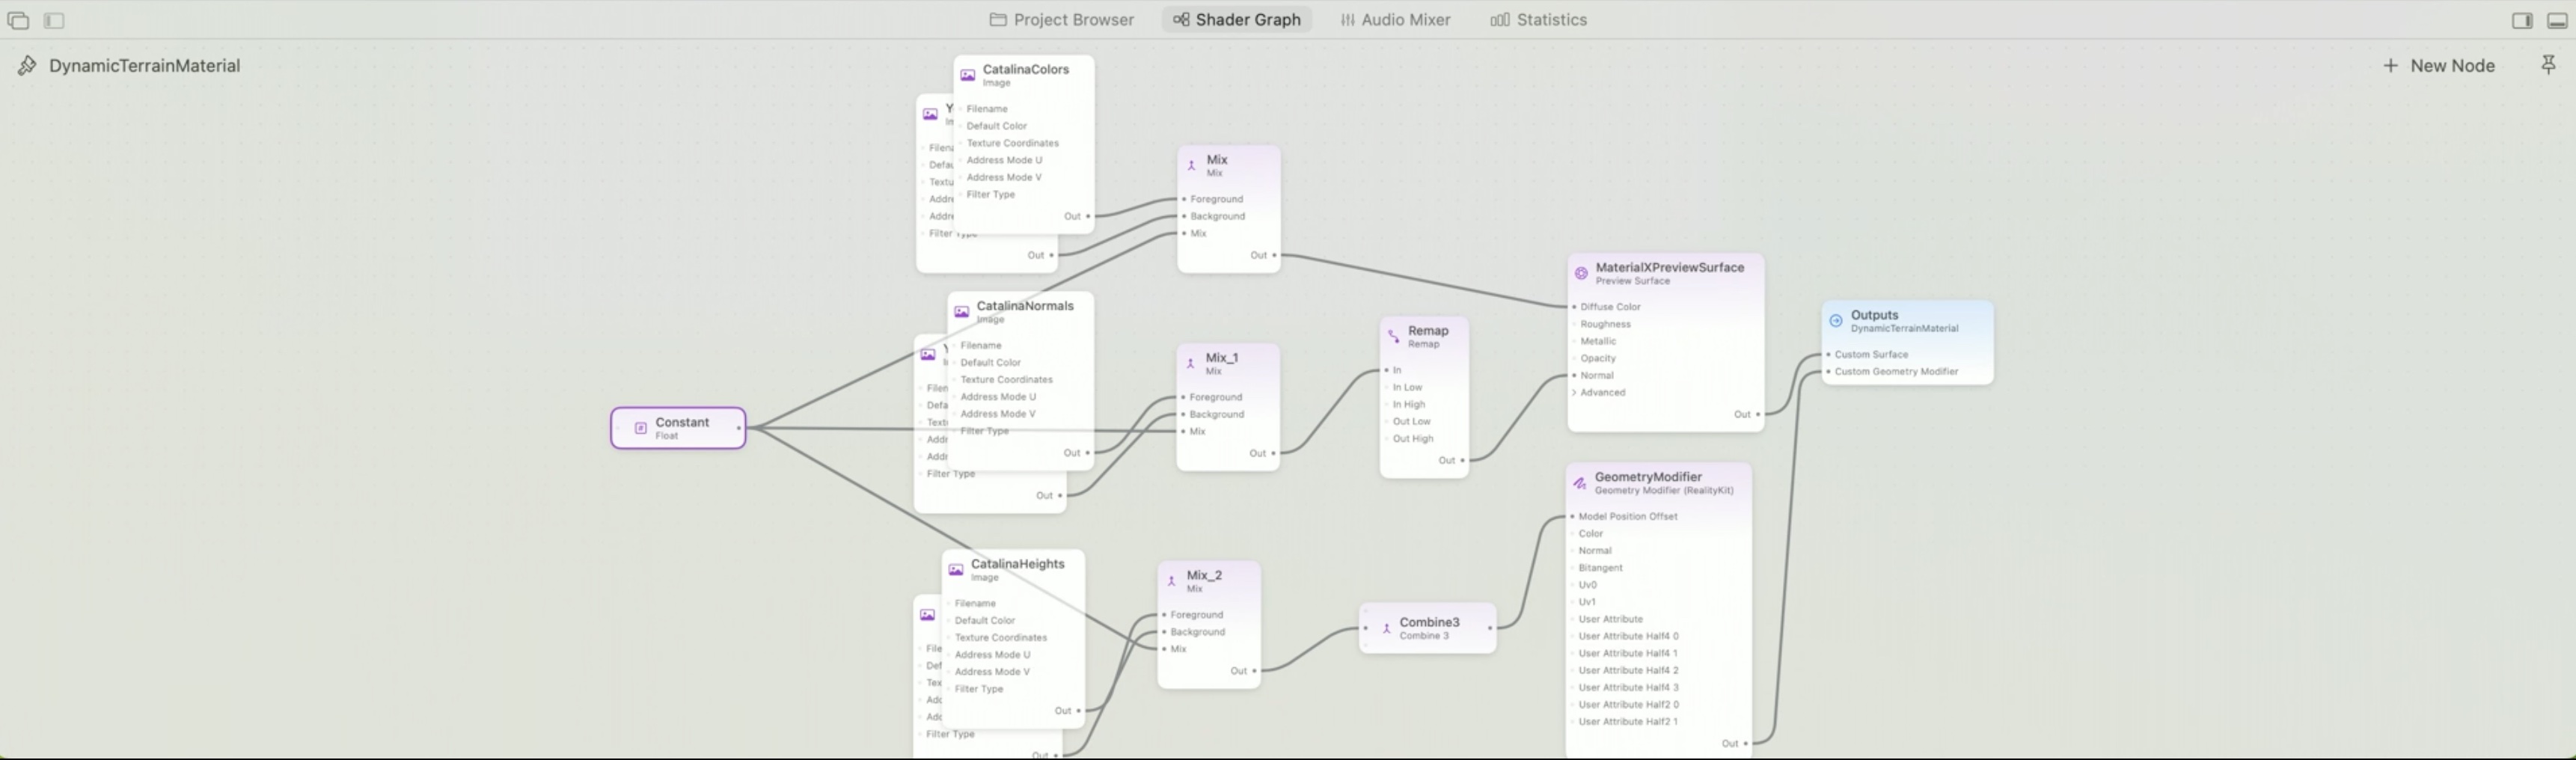 Project Browser
Shader Graph
Audio Mixer
Statistics
DynamicTerrainMaterial
New Node
CatalinaColors
Image
Filename
Default Color
Texture Coordinates
Address Mode U
Address Mode V
Filter Type
Out
Y
Im
Filena
Defau
Textu
Addre
Addre
Filter Type
Out
Mix
Mix
Foreground
Background
Mix
Out
CatalinaNormals
Image
Filename
Default Color
Texture Coordinates
Address Mode U
Address Mode V
Filter Type
Out
Filen
Defa
Text
Addr
Addr
Filter Type
Out
Mix_1
Mix
Foreground
Background
Mix
Out
Remap
Remap
In
In Low
In High
Out Low
Out High
Out
Constant
Float
CatalinaHeights
Image
Filename
Default Color
Texture Coordinates
Address Mode U
Address Mode V
Filter Type
Out
File
Def
Tex
Add
Add
Filter Type
Out
Mix_2
Mix
Foreground
Background
Mix
Out
Combine3
Combine 3
MaterialXPreviewSurface
Preview Surface
Diffuse Color
Roughness
Metallic
Opacity
Normal
Advanced
Out
GeometryModifier
Geometry Modifier (RealityKit)
Model Position Offset
Color
Normal
Bitangent
Uv0
Uv1
User Attribute
User Attribute Half4 0
User Attribute Half4 1
User Attribute Half4 2
User Attribute Half4 3
User Attribute Half2 0
User Attribute Half2 1
Out
Outputs
DynamicTerrainMaterial
Custom Surface
Custom Geometry Modifier